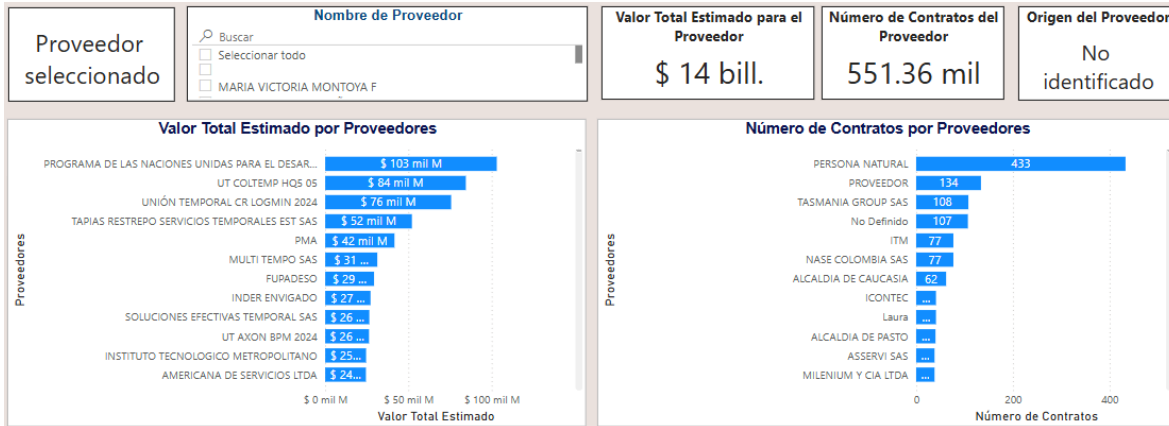 Proveedor
seleccionado
Nombre de Proveedor
Buscar
Seleccionar todo
MARIA VICTORIA MONTOYA F
Valor Total Estimado para el
Proveedor
$ 14 bill.
Número de Contratos del
Proveedor
551.36 mil
Origen del Proveedor
No
identificado
Valor Total Estimado por Proveedores
Proveedores
PROGRAMA DE LAS NACIONES UNIDAS PARA EL DESAR... $ 103 mil M
UT COLTEMP HQ5 05 $ 84 mil M
UNIÓN TEMPORAL CR LOGMIN 2024 $ 76 mil M
TAPIAS RESTREPO SERVICIOS TEMPORALES EST SAS $ 52 mil M
PMA $ 42 mil M
MULTI TEMPO SAS $ 31 ...
FUPADESO $ 29 ...
INDER ENVIGADO $ 27 ...
SOLUCIONES EFECTIVAS TEMPORAL SAS $ 26 ...
UT AXON BPM 2024 $ 26 ...
INSTITUTO TECNOLOGICO METROPOLITANO $ 25...
AMERICANA DE SERVICIOS LTDA $ 24...
$ 0 mil M $ 50 mil M $ 100 mil M
Valor Total Estimado
Número de Contratos por Proveedores
Proveedores
PERSONA NATURAL 433
PROVEEDOR 134
TASMANIA GROUP SAS 108
No Definido 107
ITM 77
NASE COLOMBIA SAS 77
ALCALDIA DE CAUCASIA 62
ICONTEC ...
Laura ...
ALCALDIA DE PASTO ...
ASSERVI SAS ...
MILENIUM Y CIA LTDA ...
0 200 400
Número de Contratos